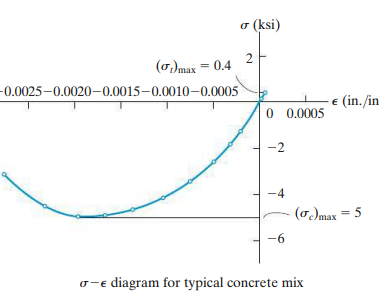 σ (ksi)
2
(σt)max = 0.4
-0.0025-0.0020-0.0015-0.0010-0.0005
ϵ (in./in
0 0.0005
-2
-4
(σc)max = 5
-6
σ-ϵ diagram for typical concrete mix